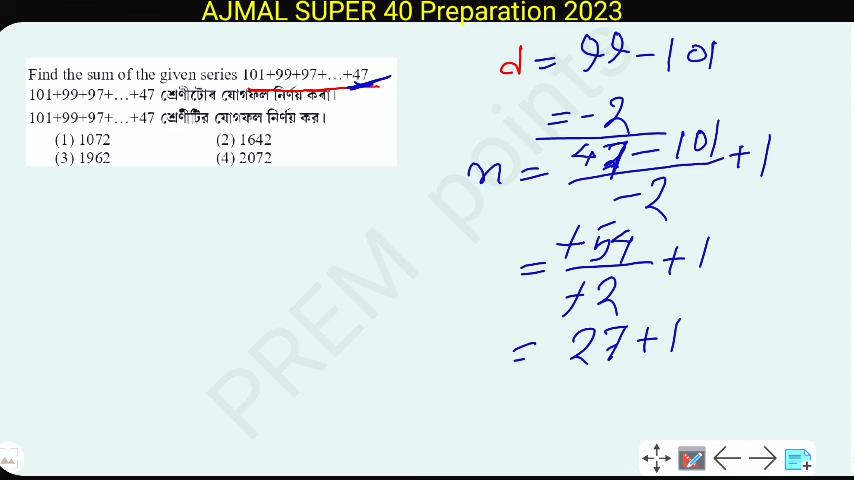 AJMAL SUPER 40 Preparation 2023
Find the sum of the given series 101+99+97+…+47
101+99+97+…+47 শ্ৰেণীটোৰ যোগফল নিৰ্ণয় কৰা।
101+99+97+…+47 শ্রেণীটির যোগফল নির্ণয় কর।
(1) 1072 (2) 1642
(3) 1962 (4) 2072
d = 99 - 101
= -2
n = 47 - 101 / -2 + 1
= +54 / +2 + 1
= 27 + 1
PREM points